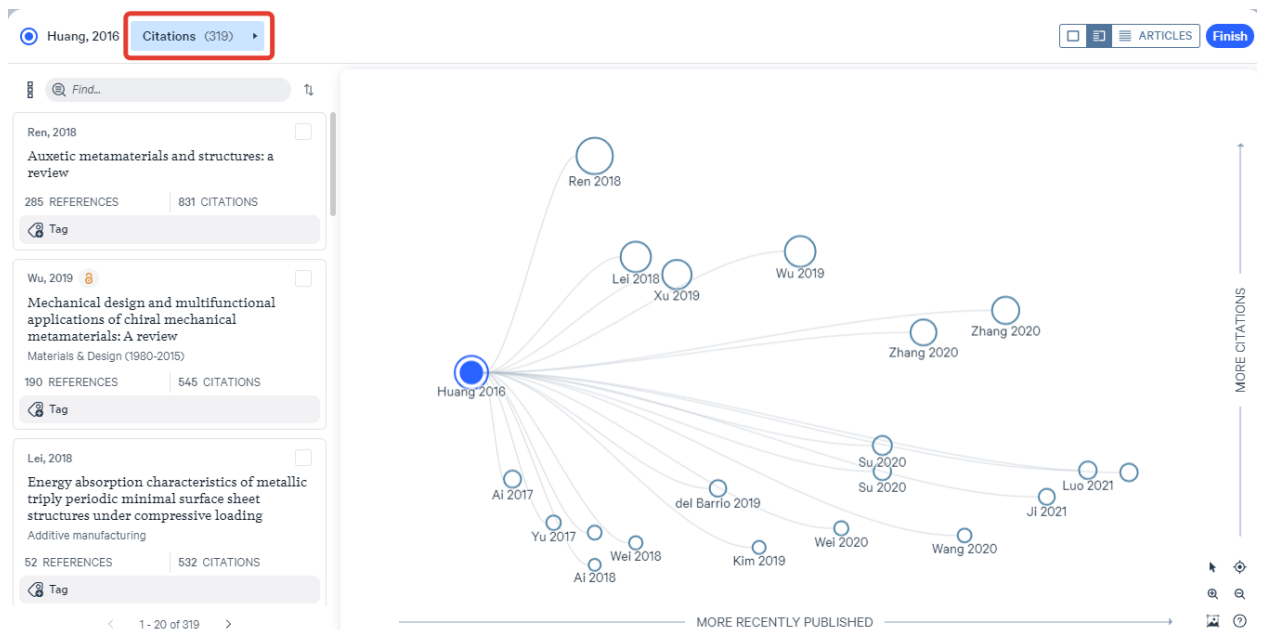 Huang, 2016
Citations (319)
ARTICLES
Finish
Find...
Ren, 2018
Auxetic metamaterials and structures: a
review
285 REFERENCES
831 CITATIONS
Tag
Wu, 2019
Mechanical design and multifunctional
applications of chiral mechanical
metamaterials: A review
Materials & Design (1980-2015)
190 REFERENCES
545 CITATIONS
Tag
Lei, 2018
Energy absorption characteristics of metallic
triply periodic minimal surface sheet
structures under compressive loading
Additive manufacturing
52 REFERENCES
532 CITATIONS
Tag
1 - 20 of 319
Ren 2018
Lei 2018
Xu 2019
Wu 2019
Zhang 2020
Zhang 2020
Huang 2016
Su 2020
Su 2020
Luo 2021
Ji 2021
Ai 2017
del Barrio 2019
Yu 2017
Wei 2018
Ai 2018
Kim 2019
Wei 2020
Wang 2020
MORE CITATIONS
MORE RECENTLY PUBLISHED